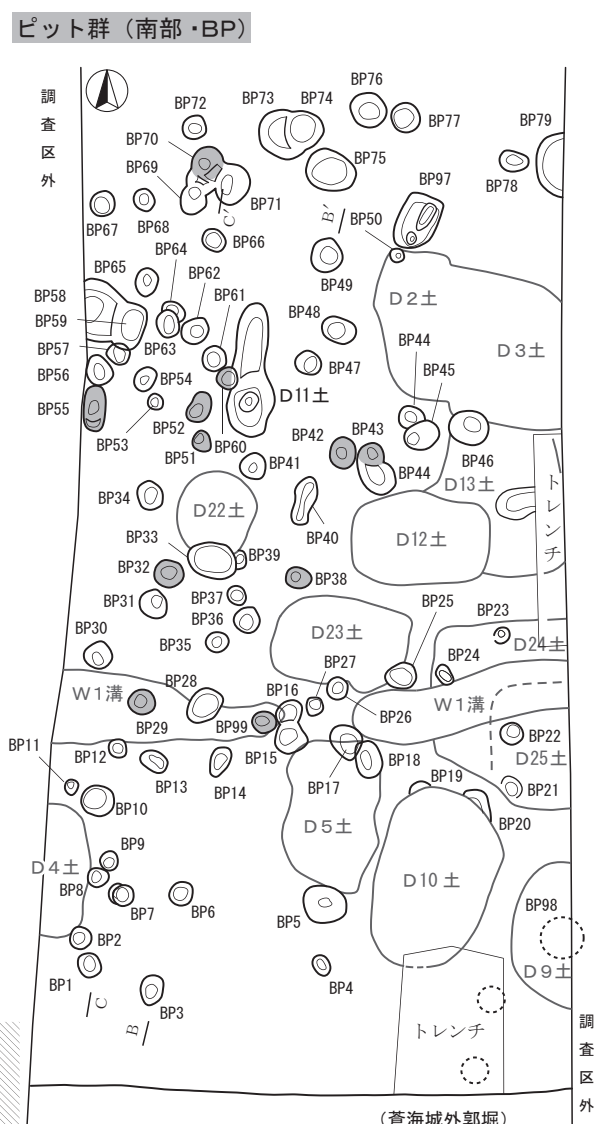 ピット群（南部・BP）
調査区外
BP76
BP73
BP74
BP72
BP77
BP79
BP70
BP69
BP75
BP78
BP97
BP71
C′
B′
BP50
BP67
BP68
BP66
BP64
BP49
BP65
BP62
BP61
BP58
BP59
BP48
D2土
BP57
BP63
BP44
D3土
BP56
BP54
BP47
BP45
BP55
D11土
BP53
BP52
BP42
BP43
BP51
BP60
BP41
BP44
BP46
D13土
トレンチ
BP34
D22土
BP33
BP40
D12土
BP39
BP32
BP38
BP31
BP37
BP36
BP25
BP23
BP30
BP35
D23土
D24土
BP27
BP24
BP28
W1溝
BP16
W1溝
BP29
BP99
BP26
BP22
BP11
BP12
BP15
BP18
D25土
BP13
BP14
BP17
BP19
BP21
BP10
BP20
D5土
BP9
D4土
D10土
BP8
BP7
BP6
BP5
BP98
BP2
D9土
BP1
BP4
C
BP3
B
トレンチ
調査区外
（蒼海城外郭堀）